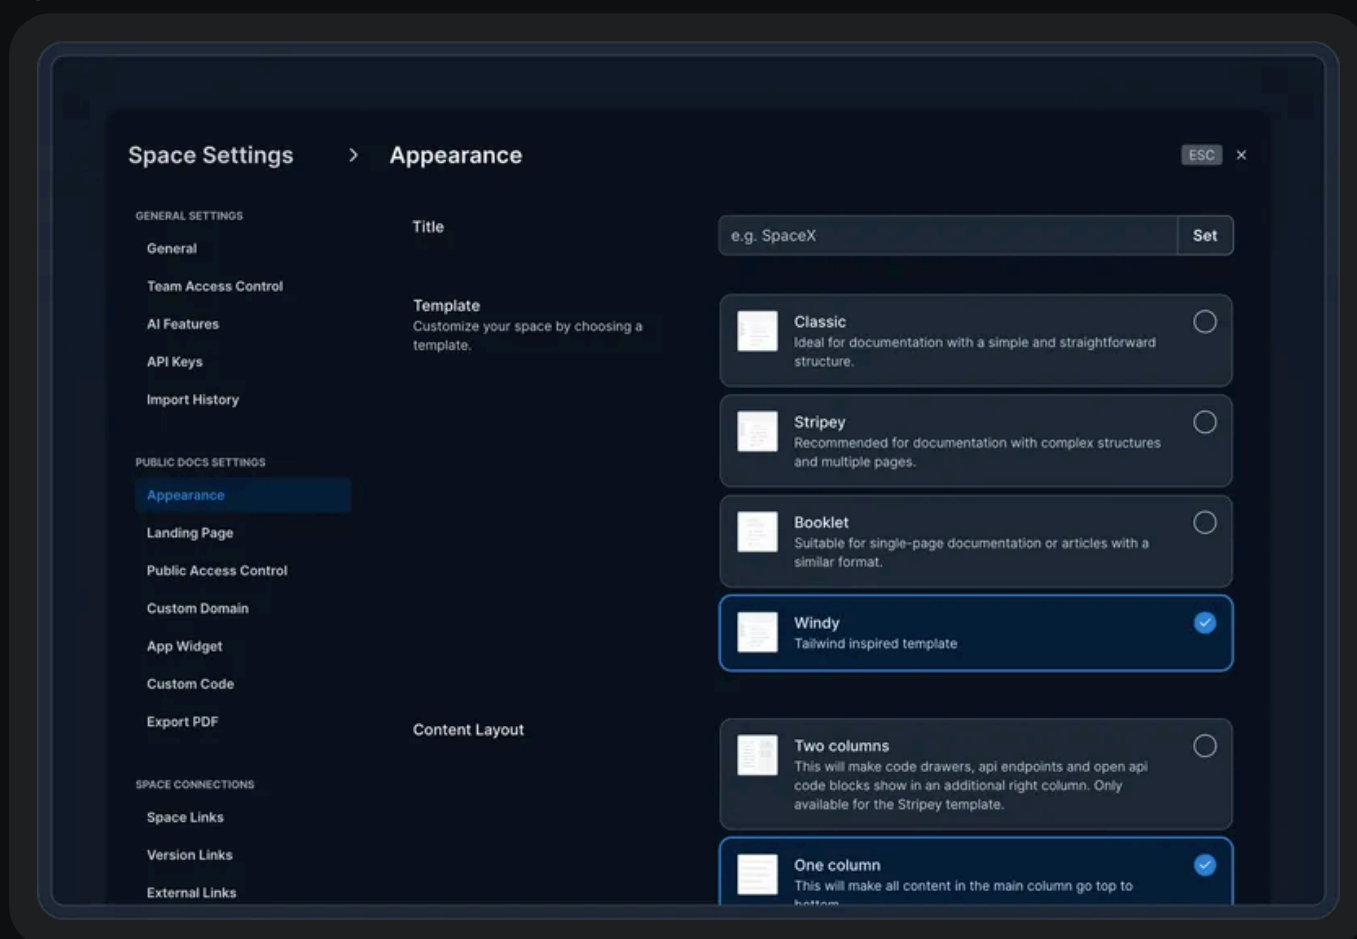 Space Settings > Appearance
ESC ×
GENERAL SETTINGS
General
Team Access Control
AI Features
API Keys
Import History
PUBLIC DOCS SETTINGS
Appearance
Landing Page
Public Access Control
Custom Domain
App Widget
Custom Code
Export PDF
SPACE CONNECTIONS
Space Links
Version Links
External Links
Title
e.g. SpaceX
Set
Template
Customize your space by choosing a
template.
Classic
Ideal for documentation with a simple and straightforward
structure.
Stripey
Recommended for documentation with complex structures
and multiple pages.
Booklet
Suitable for single-page documentation or articles with a
similar format.
Windy
Tailwind inspired template
Content Layout
Two columns
This will make code drawers, api endpoints and open api
code blocks show in an additional right column. Only
available for the Stripey template.
One column
This will make all content in the main column go top to
bottom